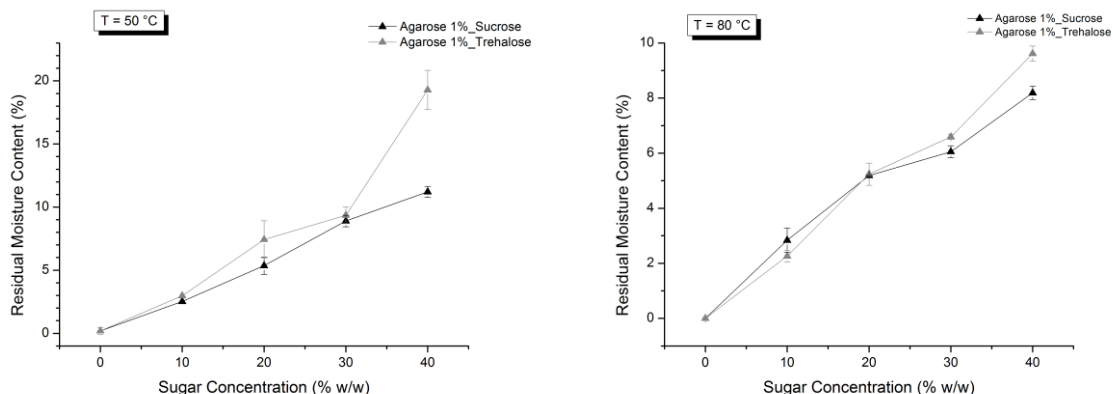 T = 50 °C
Agarose 1%_Sucrose
Agarose 1%_Trehalose
20
15
10
5
0
Residual Moisture Content (%)
0 10 20 30 40
Sugar Concentration (% w/w)
T = 80 °C
Agarose 1%_Sucrose
Agarose 1%_Trehalose
10
8
6
4
2
0
Residual Moisture Content (%)
0 10 20 30 40
Sugar Concentration (% w/w)